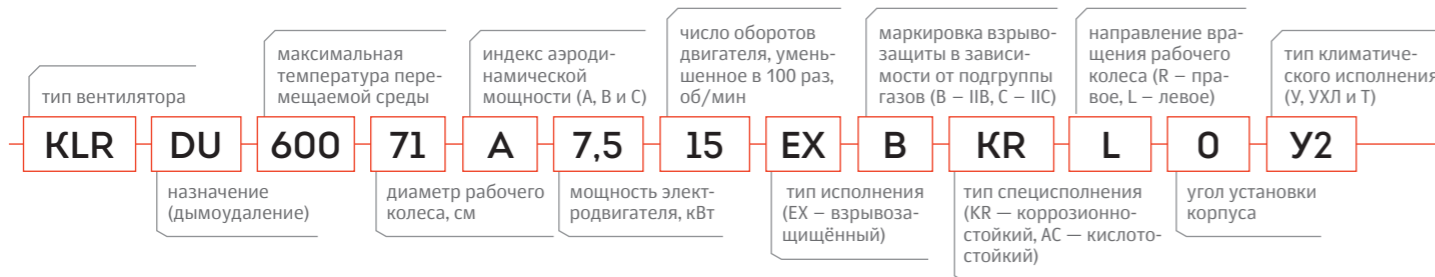 тип вентилятора
максимальная
температура пере-
мещаемой среды
индекс аэроди-
намической
мощности (А, В и С)
число оборотов
двигателя, умень-
шенное в 100 раз,
об/мин
маркировка взрыво-
защиты в зависи-
мости от подгруппы
газов (B – IIB, C – IIC)
направление вра-
щения рабочего
колеса (R – пра-
вое, L – левое)
тип климатиче-
ского исполнения
(У, УХЛ и Т)
KLR DU 600 71 A 7,5 15 EX B KR L 0 У2
назначение
(дымоудаление)
диаметр рабочего
колеса, см
мощность элект-
родвигателя, кВт
тип исполнения
(EX – взрывоза-
щищённый)
тип специсполнения
(KR — коррозионно-
стойкий, AC — кислото-
стойкий)
угол установки
корпуса